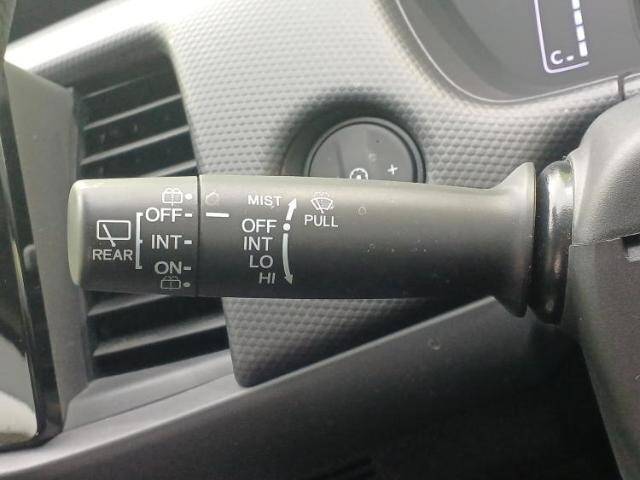 C
+
MIST
OFF
OFF
PULL
INT
INT
REAR
LO
ON
HI